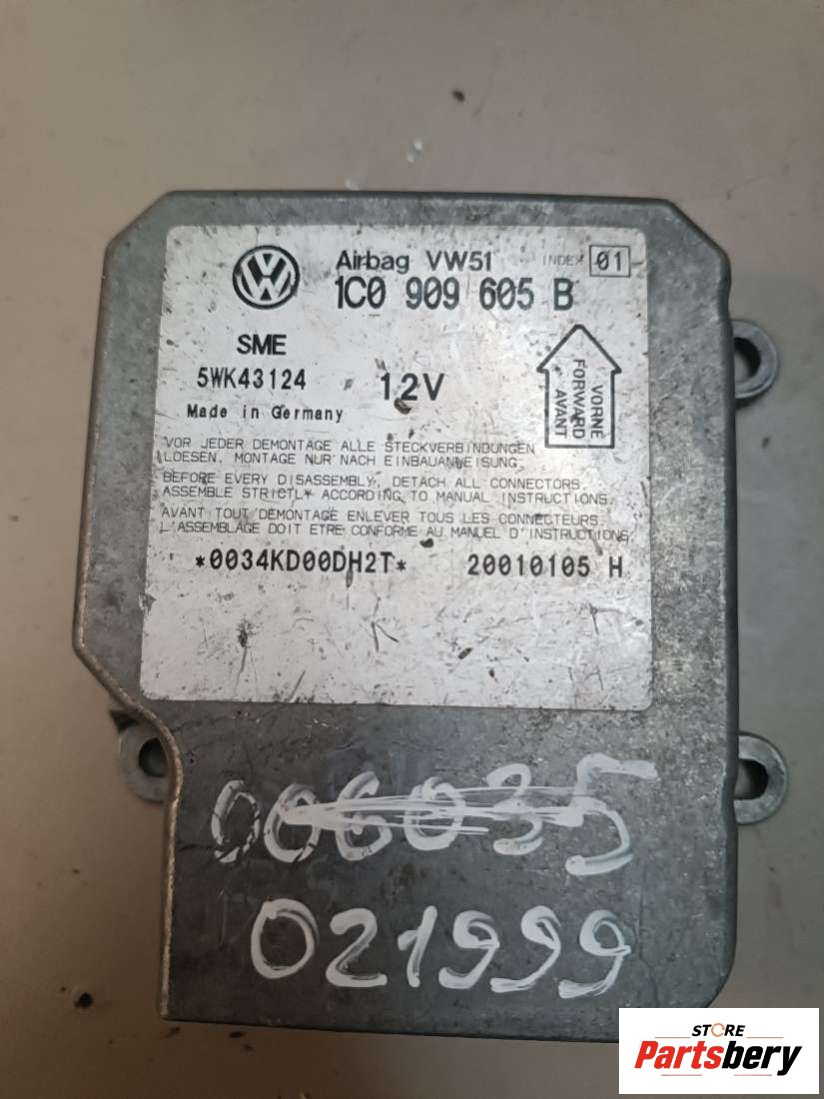 Airbag VW51 INDEX 01
1C0 909 605 B
SME
5WK43124 12V
Made in Germany
VORNE
FORWARD
AVANT
VOR JEDER DEMONTAGE ALLE STECKVERBINDUNGEN
LOESEN. MONTAGE NUR NACH EINBAUANWEISUNG.
BEFORE EVERY DISASSEMBLY, DETACH ALL CONNECTORS.
ASSEMBLE STRICTLY ACCORDING TO MANUAL INSTRUCTIONS.
AVANT TOUT DEMONTAGE ENLEVER TOUS LES CONNECTEURS.
L'ASSEMBLAGE DOIT ETRE CONFORME AU MANUEL D'INSTRUCTIONS.
*0034KD00DH2T* 20010105 H
K T
006035
021999
STORE
Partsbery